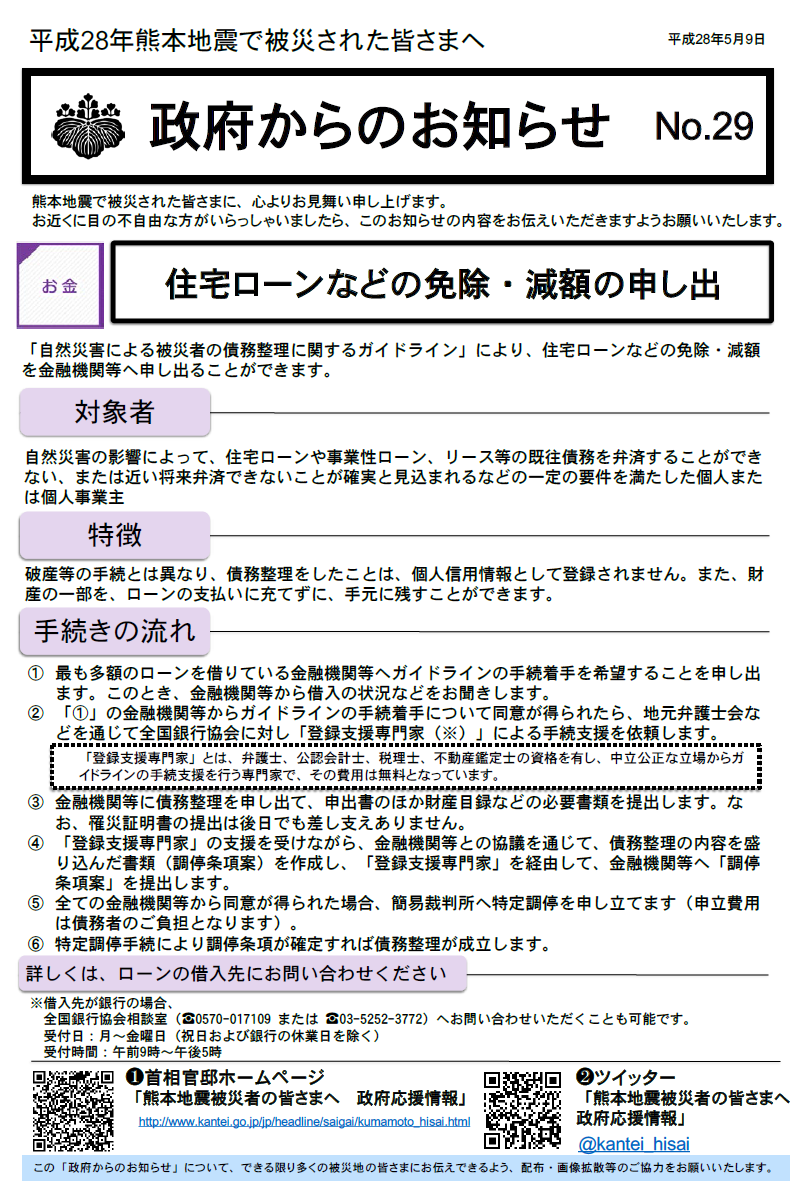 平成28年熊本地震で被災された皆さまへ
平成28年5月9日
政府からのお知らせ No.29
熊本地震で被災された皆さまに、心よりお見舞い申し上げます。
お近くに目の不自由な方がいらっしゃいましたら、このお知らせの内容をお伝えいただきますようお願いいたします。
お金
住宅ローンなどの免除・減額の申し出
「自然災害による被災者の債務整理に関するガイドライン」により、住宅ローンなどの免除・減額
を金融機関等へ申し出ることができます。
対象者
自然災害の影響によって、住宅ローンや事業性ローン、リース等の既往債務を弁済することができ
ない、または近い将来弁済できないことが確実と見込まれるなどの一定の要件を満たした個人また
は個人事業主
特徴
破産等の手続とは異なり、債務整理をしたことは、個人信用情報として登録されません。また、財
産の一部を、ローンの支払いに充てずに、手元に残すことができます。
手続きの流れ
① 最も多額のローンを借りている金融機関等へガイドラインの手続着手を希望することを申し出
ます。このとき、金融機関等から借入の状況などをお聞きします。
② 「①」の金融機関等からガイドラインの手続着手について同意が得られたら、地元弁護士会な
どを通じて全国銀行協会に対し「登録支援専門家（※）」による手続支援を依頼します。
「登録支援専門家」とは、弁護士、公認会計士、税理士、不動産鑑定士の資格を有し、中立公正な立場からガ
イドラインの手続支援を行う専門家で、その費用は無料となっています。
③ 金融機関等に債務整理を申し出て、申出書のほか財産目録などの必要書類を提出します。な
お、罹災証明書の提出は後日でも差し支えありません。
④ 「登録支援専門家」の支援を受けながら、金融機関等との協議を通じて、債務整理の内容を盛
り込んだ書類（調停条項案）を作成し、「登録支援専門家」を経由して、金融機関等へ「調停
条項案」を提出します。
⑤ 全ての金融機関等から同意が得られた場合、簡易裁判所へ特定調停を申し立てます（申立費用
は債務者のご負担となります）。
⑥ 特定調停手続により調停条項が確定すれば債務整理が成立します。
詳しくは、ローンの借入先にお問い合わせください
※借入先が銀行の場合、
全国銀行協会相談室（☎0570-017109 または ☎03-5252-3772）へお問い合わせいただくことも可能です。
受付日：月～金曜日（祝日および銀行の休業日を除く）
受付時間：午前9時～午後5時
❶首相官邸ホームページ
「熊本地震被災者の皆さまへ 政府応援情報」
http://www.kantei.go.jp/jp/headline/saigai/kumamoto_hisai.html
❷ツイッター
「熊本地震被災者の皆さまへ
政府応援情報」
@kantei_hisai
この「政府からのお知らせ」について、できる限り多くの被災地の皆さまにお伝えできるよう、配布・画像拡散等のご協力をお願いいたします。